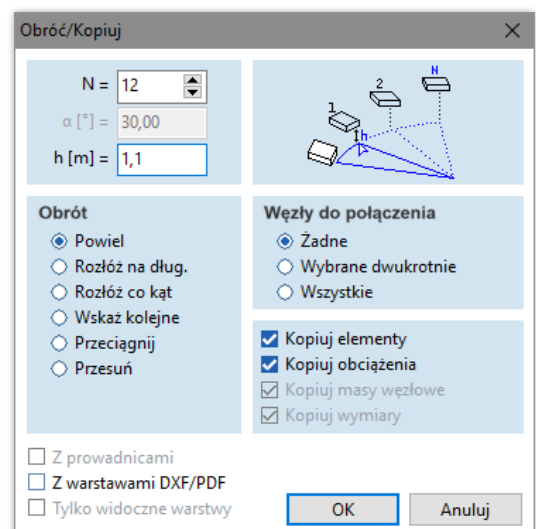 Obróć/Kopiuj
N = 12
α [°] = 30,00
h [m] = 1,1
1
2
N
h
Obrót
Powiel
Rozłóż na dług.
Rozłóż co kąt
Wskaż kolejne
Przeciągnij
Przesuń
Węzły do połączenia
Żadne
Wybrane dwukrotnie
Wszystkie
Kopiuj elementy
Kopiuj obciążenia
Kopiuj masy węzłowe
Kopiuj wymiary
Z prowadnicami
Z warstawami DXF/PDF
Tylko widoczne warstwy
OK
Anuluj